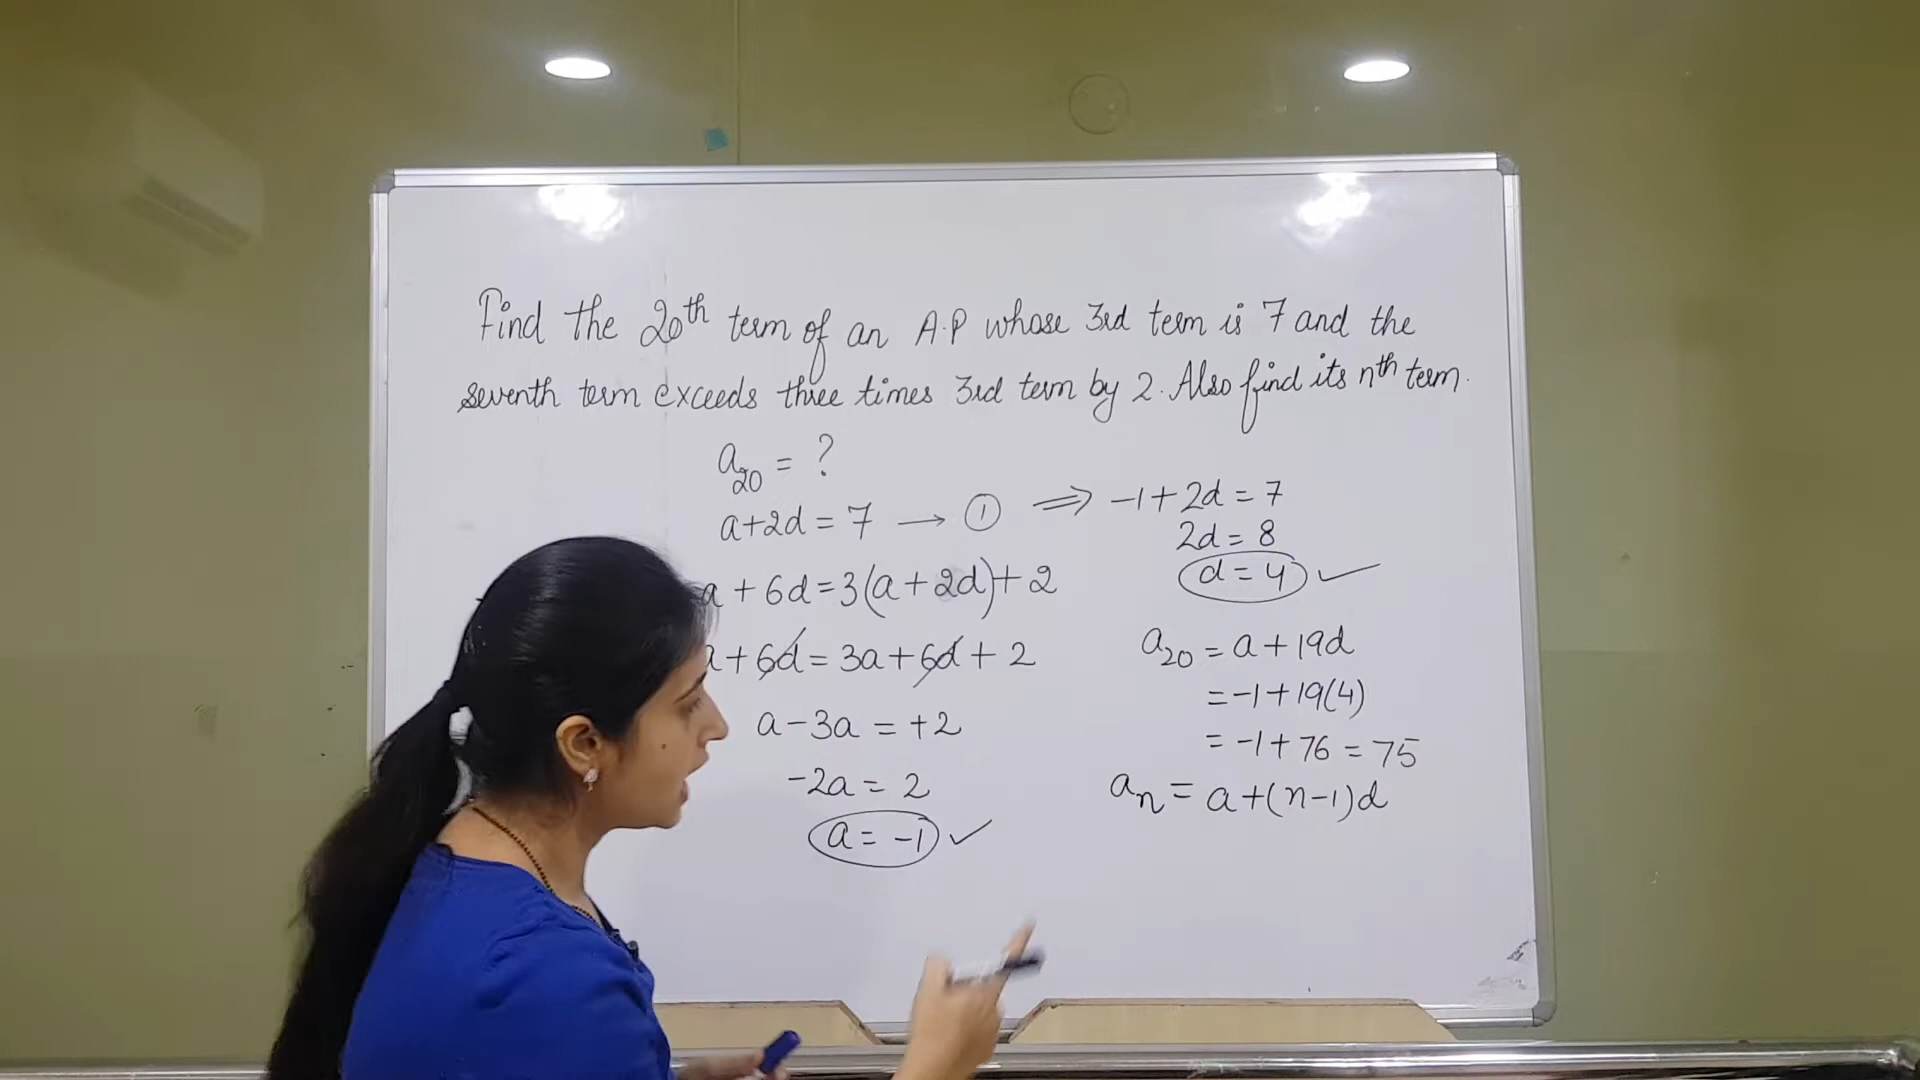 Find the 20th term of an A.P whose 3rd term is 7 and the
seventh term exceeds three times 3rd term by 2. Also find its nth term.
a20 = ?
a+2d = 7 → ①
a + 6d = 3(a + 2d) + 2
+ 6d = 3a + 6d + 2
a - 3a = +2
-2a = 2
a = -1 ✓
⇒ -1 + 2d = 7
2d = 8
d = 4 ✓
a20 = a + 19d
= -1 + 19(4)
= -1 + 76 = 75
an = a + (n-1)d